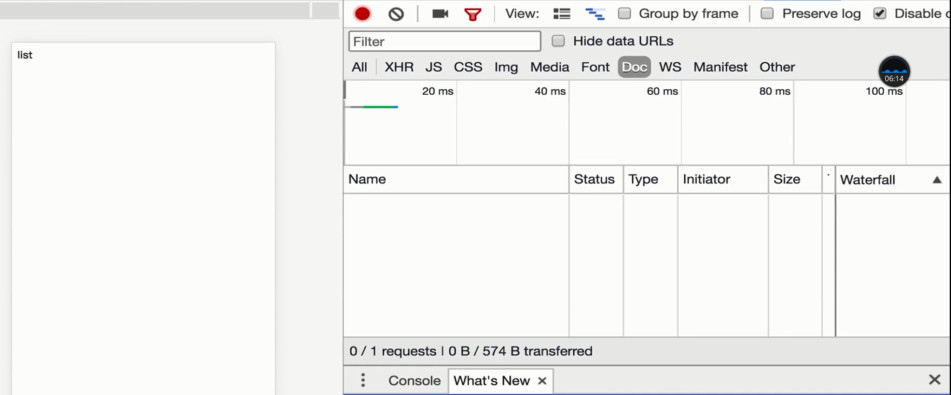 list
View: Group by frame Preserve log Disable c
Filter Hide data URLs
All XHR JS CSS Img Media Font Doc WS Manifest Other
06:14
20 ms 40 ms 60 ms 80 ms 100 ms
Name Status Type Initiator Size Waterfall
0 / 1 requests | 0 B / 574 B transferred
Console What's New